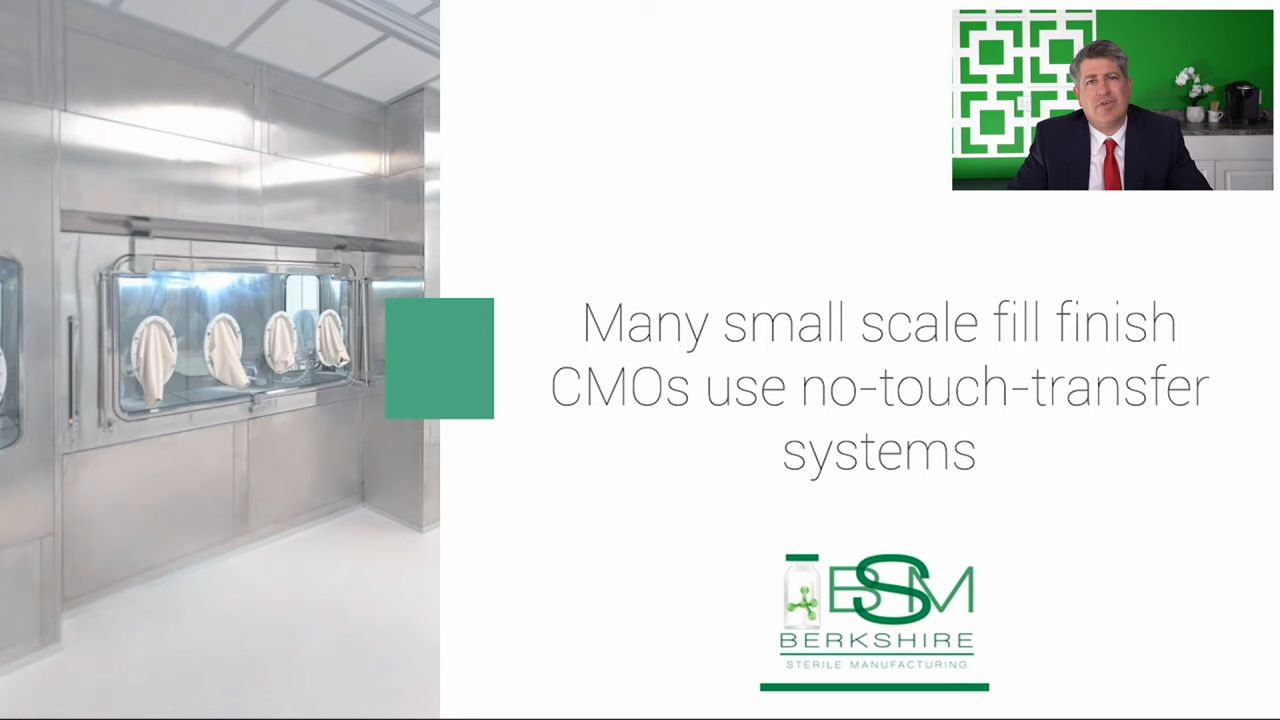 Many small scale fill finish
CMOs use no-touch-transfer
systems
BSM
BERKSHIRE
STERILE MANUFACTURING